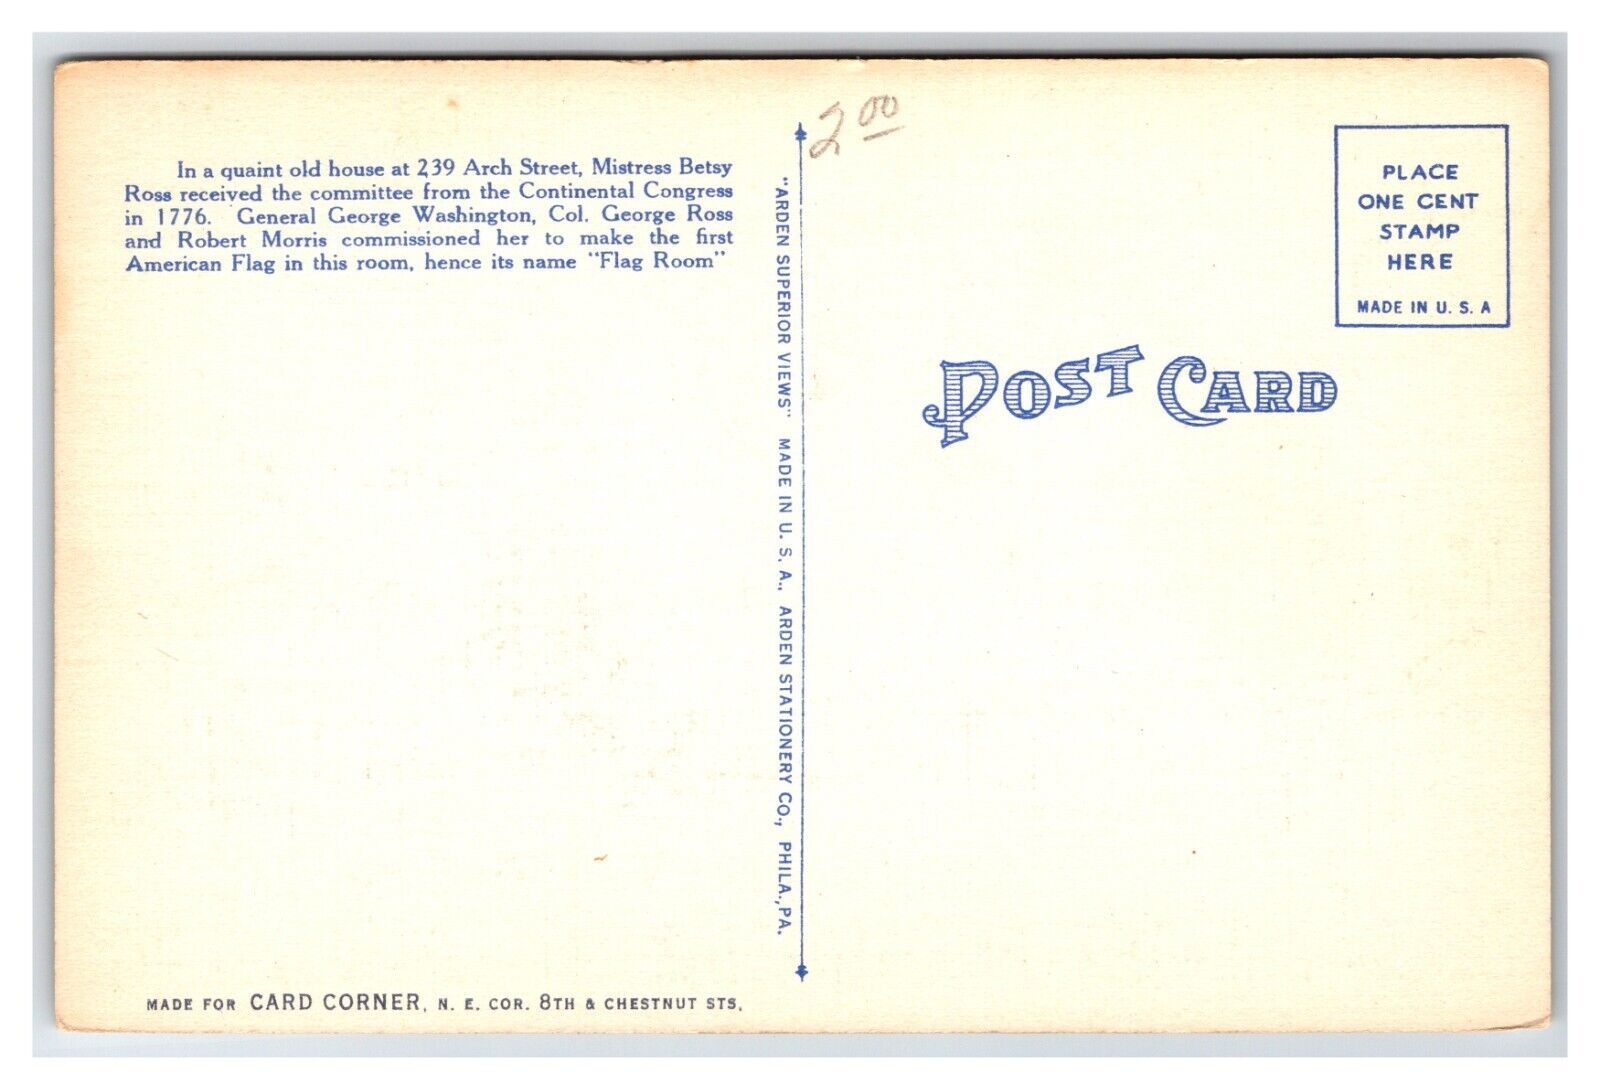 In a quaint old house at 239 Arch Street, Mistress Betsy
Ross received the committee from the Continental Congress
in 1776. General George Washington, Col. George Ross
and Robert Morris commissioned her to make the first
American Flag in this room, hence its name "Flag Room"
MADE FOR CARD CORNER, N. E. COR. 8TH & CHESTNUT STS.
"ARDEN SUPERIOR VIEWS" MADE IN U. S. A., ARDEN STATIONERY CO., PHILA., PA.
2 00
PLACE
ONE CENT
STAMP
HERE
MADE IN U. S. A
POST CARD